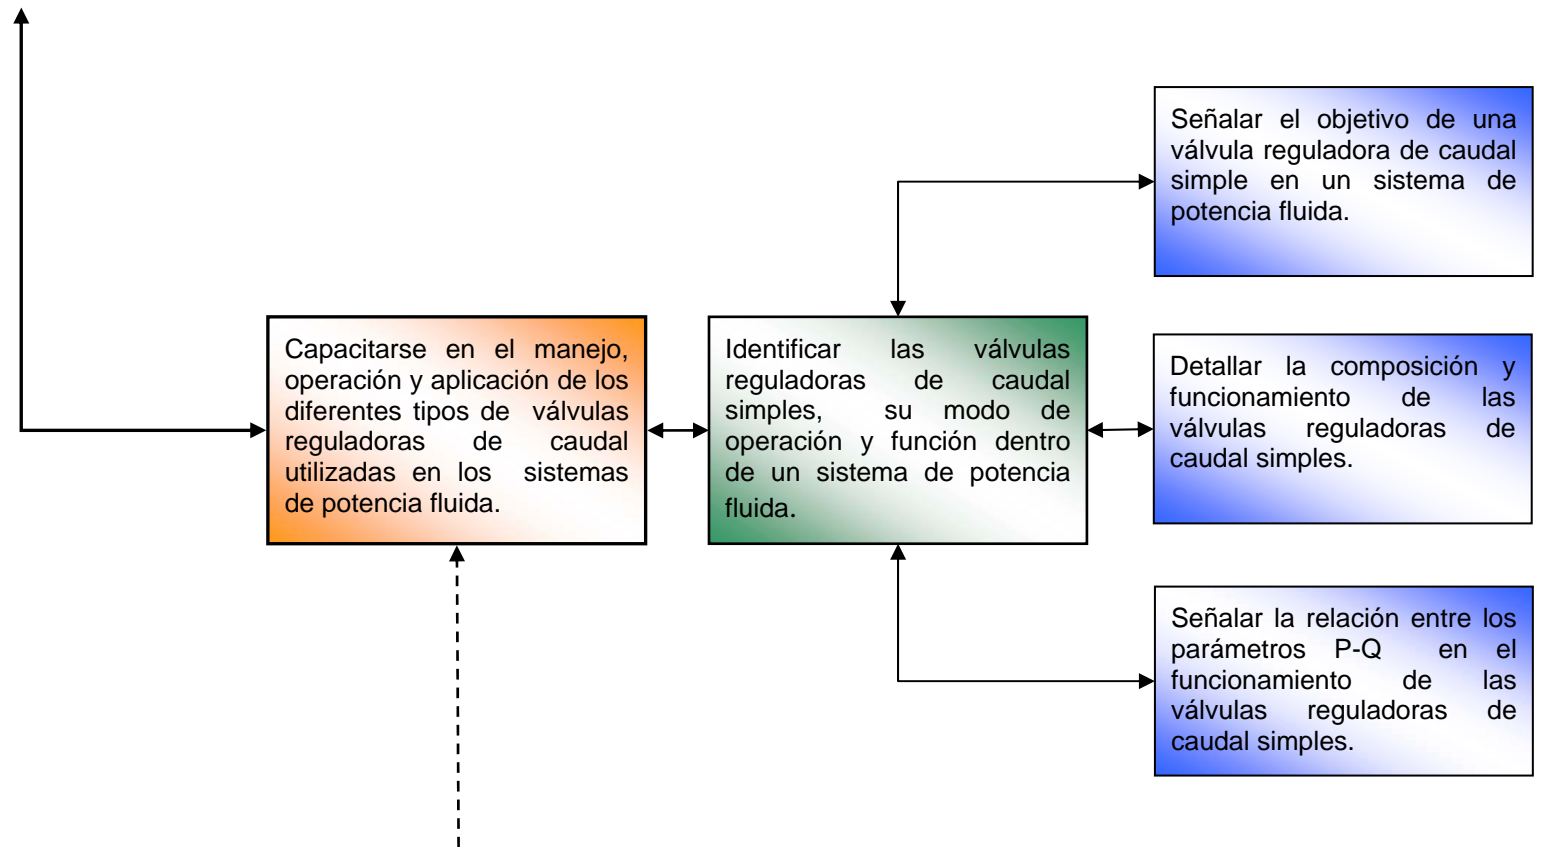 Señalar el objetivo de una
válvula reguladora de caudal
simple en un sistema de
potencia fluida.
Capacitarse en el manejo,
operación y aplicación de los
diferentes tipos de válvulas
reguladoras de caudal
utilizadas en los sistemas
de potencia fluida.
Identificar las válvulas
reguladoras de caudal
simples, su modo de
operación y función dentro
de un sistema de potencia
fluida.
Detallar la composición y
funcionamiento de las
válvulas reguladoras de
caudal simples.
Señalar la relación entre los
parámetros P-Q en el
funcionamiento de las
válvulas reguladoras de
caudal simples.